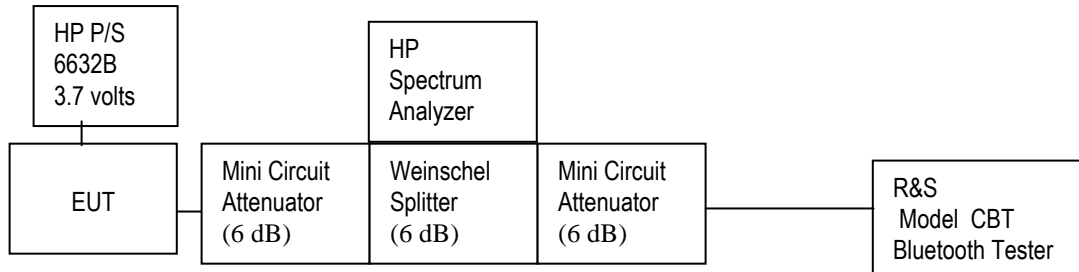 HP P/S
6632B
3.7 volts
HP
Spectrum
Analyzer
EUT
Mini Circuit
Attenuator
(6 dB)
Weinschel
Splitter
(6 dB)
Mini Circuit
Attenuator
(6 dB)
R&S
Model CBT
Bluetooth Tester